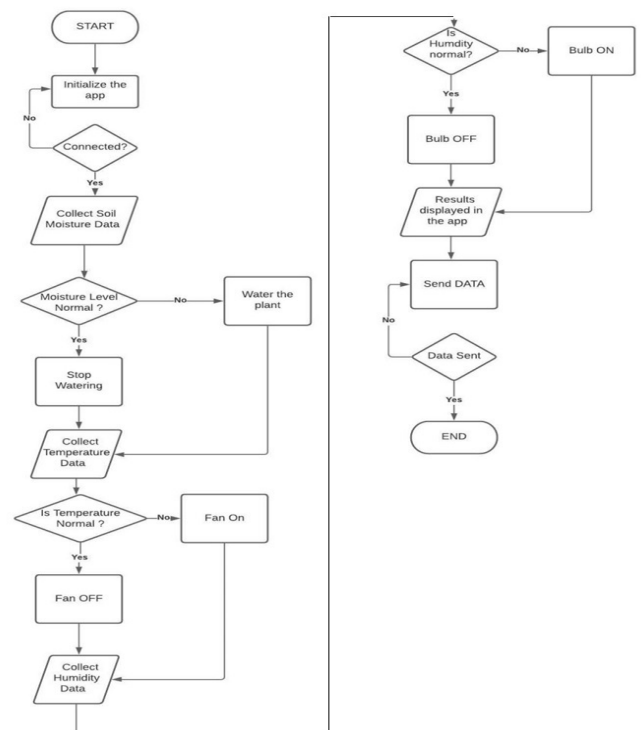 START
Initialize the
app
No
Connected?
Yes
Collect Soil
Moisture Data
Moisture Level
Normal ?
No
Water the
plant
Yes
Stop
Watering
Collect
Temperature
Data
Is Temperature
Normal ?
No
Fan On
Yes
Fan OFF
Collect
Humidity
Data
Is
Humdity
normal?
No
Bulb ON
Yes
Bulb OFF
Results
displayed in
the app
Send DATA
No
Data Sent
Yes
END